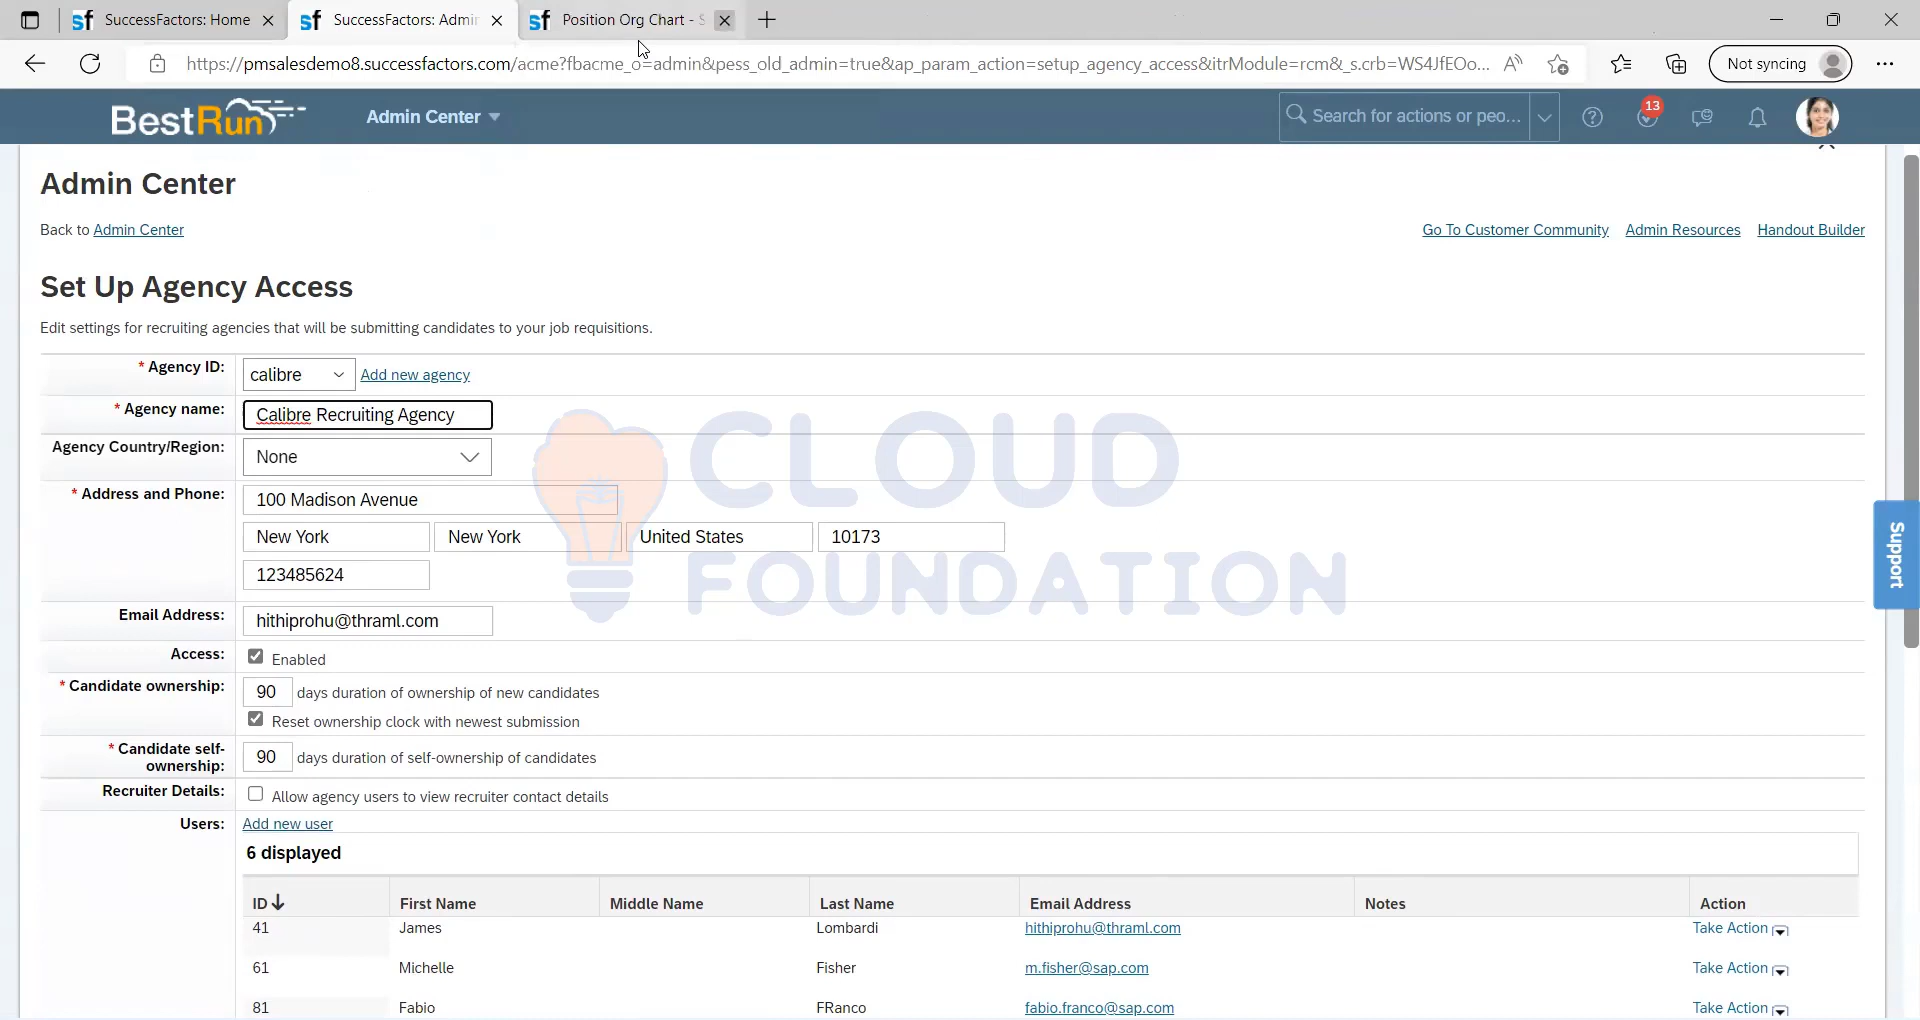 SuccessFactors: Home
SuccessFactors: Admin
Position Org Chart - S
https://pmsalesdemo8.successfactors.com/acme?fbacme_o=admin&pess_old_admin=true&ap_param_action=setup_agency_access&itrModule=rcm&_s.crb=WS4JfEOo...
Not syncing
BestRun
Admin Center
Search for actions or peo...
13
Admin Center
Back to Admin Center
Go To Customer Community Admin Resources Handout Builder
Set Up Agency Access
Edit settings for recruiting agencies that will be submitting candidates to your job requisitions.
* Agency ID: calibre Add new agency
* Agency name: Calibre Recruiting Agency
Agency Country/Region: None
* Address and Phone: 100 Madison Avenue
New York New York United States 10173
123485624
Email Address: hithiprohu@thraml.com
Access: Enabled
* Candidate ownership: 90 days duration of ownership of new candidates
Reset ownership clock with newest submission
* Candidate self-
ownership: 90 days duration of self-ownership of candidates
Recruiter Details: Allow agency users to view recruiter contact details
Users: Add new user
6 displayed
ID First Name Middle Name Last Name Email Address Notes Action
41 James Lombardi hithiprohu@thraml.com Take Action
61 Michelle Fisher m.fisher@sap.com Take Action
81 Fabio FRanco fabio.franco@sap.com Take Action
Support
CLOUD
FOUNDATION